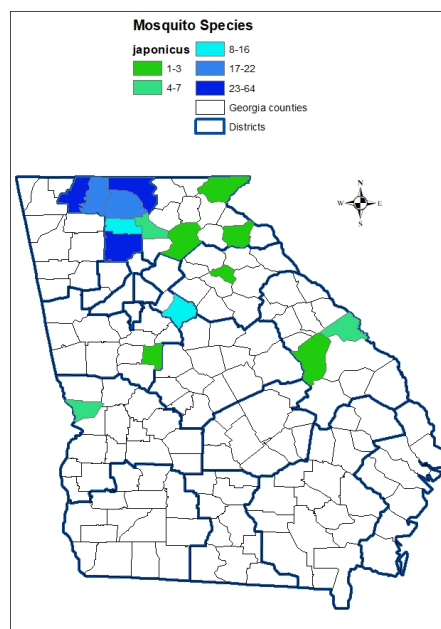 Mosquito Species
japonicus
1-3
4-7
8-16
17-22
23-64
Georgia counties
Districts
N
W E
S